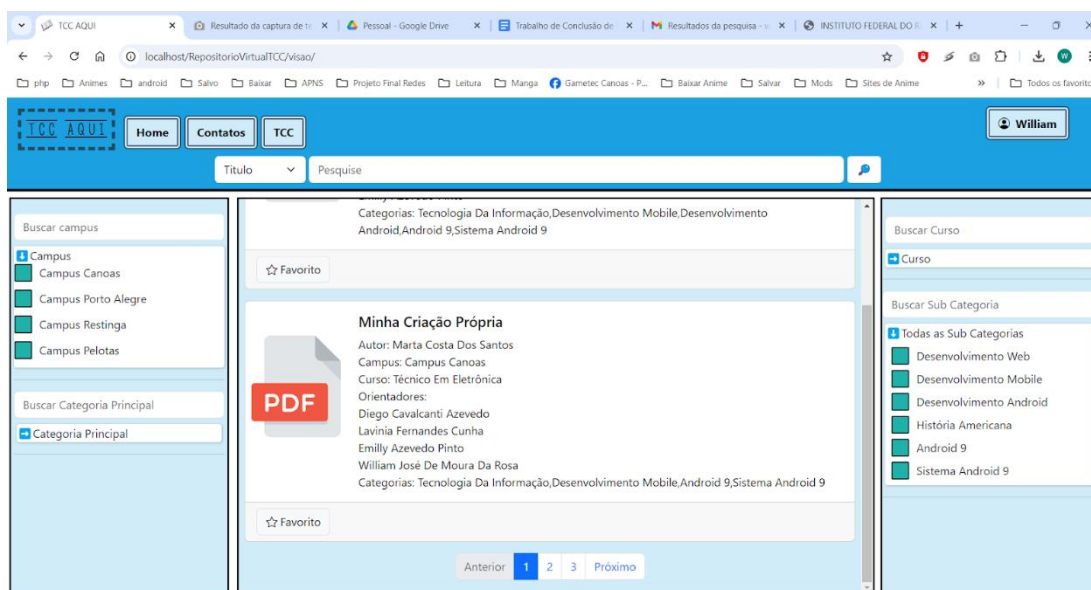 TCC AQUI
Resultado da captura de te
Pessoal - Google Drive
Trabalho de Conclusão de
Resultados da pesquisa - v
INSTITUTO FEDERAL DO R
localhost/RepositorioVirtualTCC/visao/
W
php
Animes
android
Salvo
Baixar
APNS
Projeto Final Redes
Leitura
Manga
Gametec Canoas - P...
Baixar Anime
Salvar
Mods
Sites de Anime
Todos os favorito
TCC AQUI
Home
Contatos
TCC
William
Titulo
Pesquise
Buscar campus
Campus
Campus Canoas
Campus Porto Alegre
Campus Restinga
Campus Pelotas
Buscar Categoria Principal
Categoria Principal
Categorias: Tecnologia Da Informação,Desenvolvimento Mobile,Desenvolvimento
Android,Android 9,Sistema Android 9
Favorito
PDF
Minha Criação Própria
Autor: Marta Costa Dos Santos
Campus: Campus Canoas
Curso: Técnico Em Eletrônica
Orientadores:
Diego Cavalcanti Azevedo
Lavinia Fernandes Cunha
Emilly Azevedo Pinto
William José De Moura Da Rosa
Categorias: Tecnologia Da Informação,Desenvolvimento Mobile,Android 9,Sistema Android 9
Favorito
Anterior 1 2 3 Próximo
Buscar Curso
Curso
Buscar Sub Categoria
Todas as Sub Categorias
Desenvolvimento Web
Desenvolvimento Mobile
Desenvolvimento Android
História Americana
Android 9
Sistema Android 9